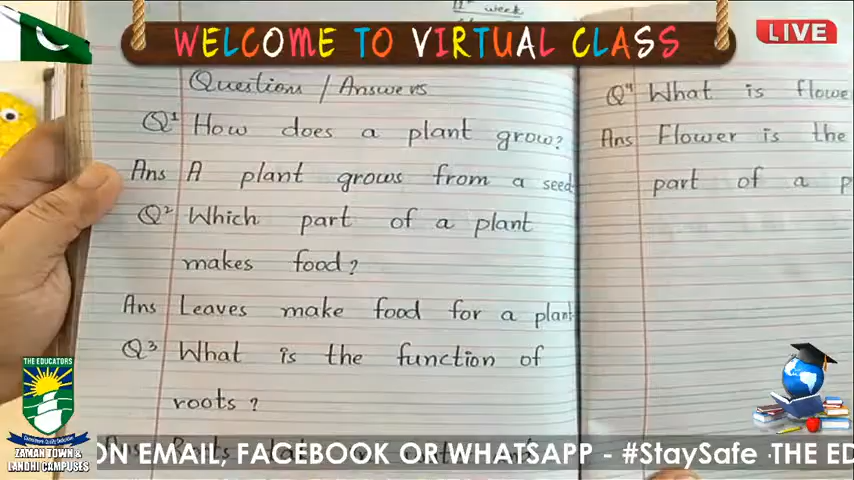 WELCOME TO VIRTUAL CLASS
LIVE
week
Questions / Answers
Q1 How does a plant grow?
Ans A plant grows from a seed
Q2 Which part of a plant
makes food?
Ans Leaves make food for a plant
Q3 What is the function of
roots?
Ans Roots
Q4 What is flowe
Ans Flower is the
part of a p
THE EDUCATORS
ZAMAN TOWN &
LANDHI CAMPUSES
ON EMAIL, FACEBOOK OR WHATSAPP - #StaySafe - THE ED